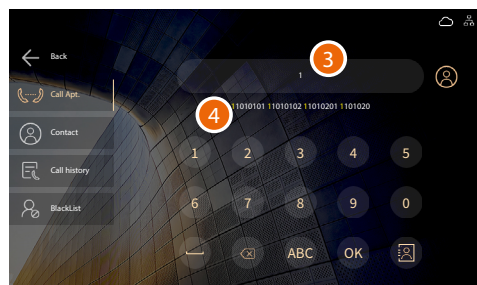 Back
3
1
Call Apt.
4
11010101 11010102 11010201 1101020
Contact
1 2 3 4 5
Call history
BlackList
6 7 8 9 0
ABC OK